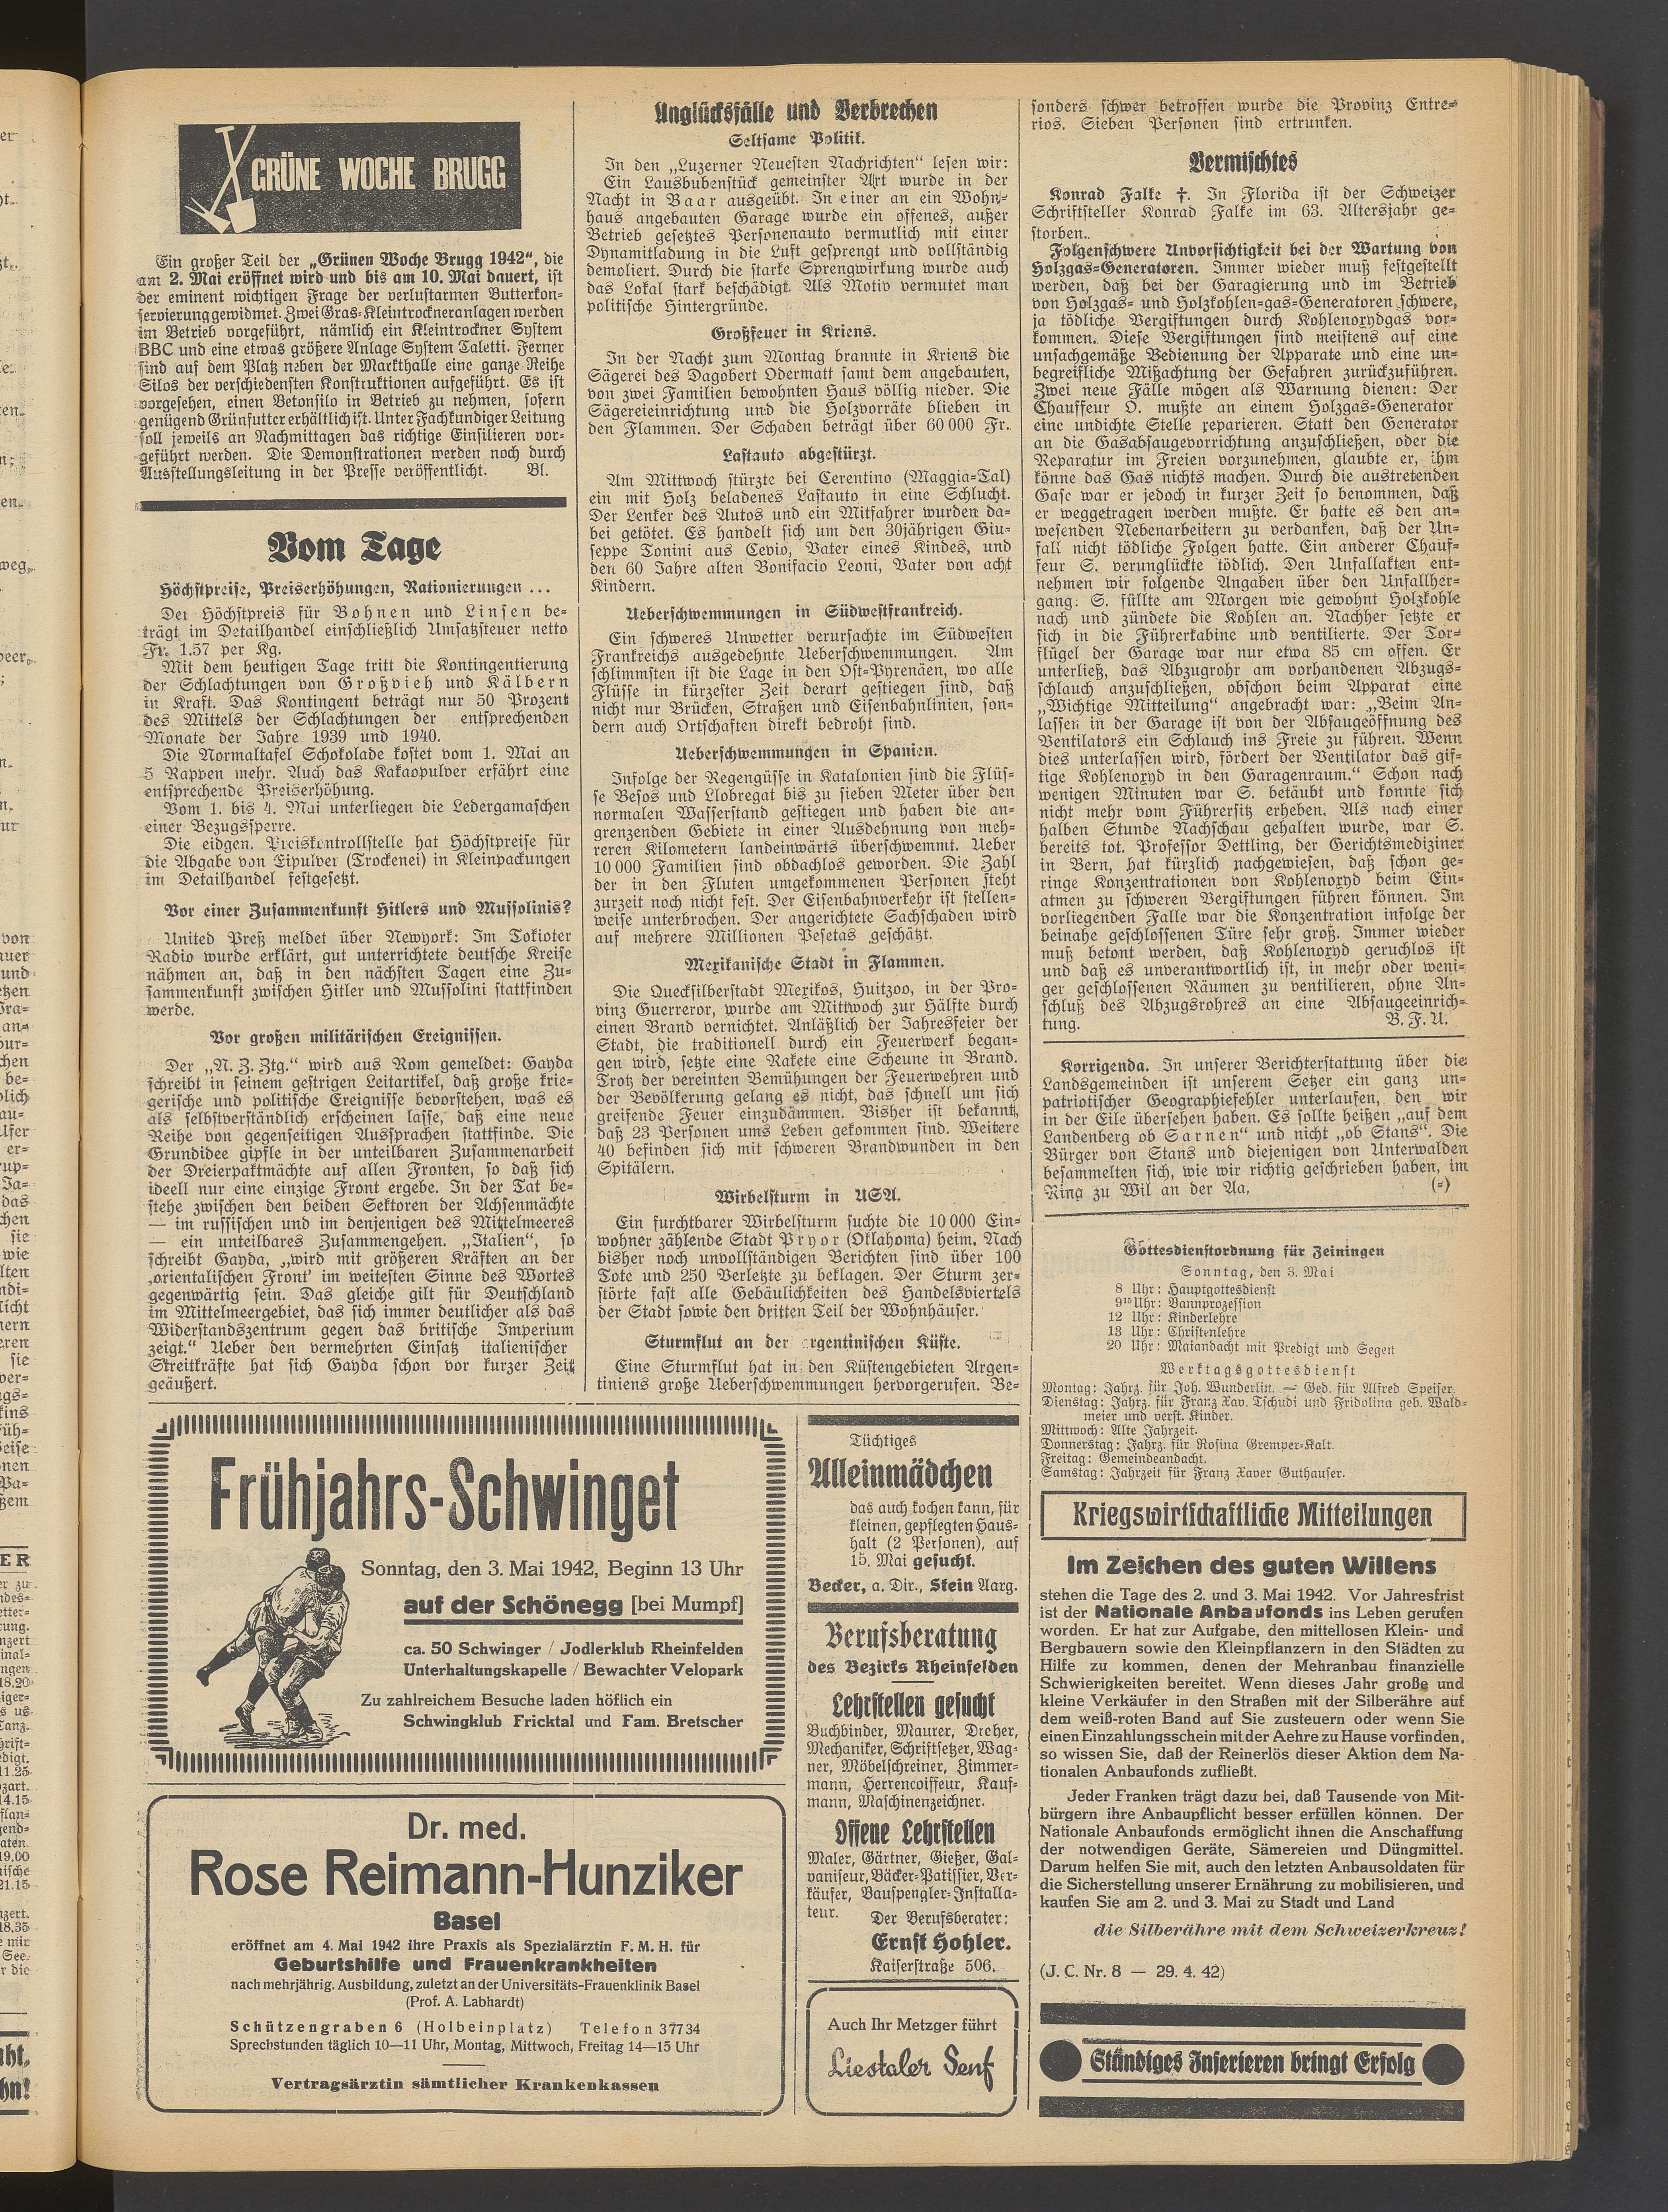 GRÜNE WOCHE BRUGG
Ein großer Teil der „Grünen Woche Brugg 1942“, die
am 2. Mai eröffnet wird und bis am 10. Mai dauert, ist
der eminent wichtigen Frage der verlustarmen Butterkon-
servierung gewidmet. Zwei Gras-Kleintrockneranlagen werden
im Betrieb vorgeführt, nämlich ein Kleintrockner System
BBC und eine etwas größere Anlage System Taletti. Ferner
sind auf dem Platz neben der Markthalle eine ganze Reihe
Silos der verschiedensten Konstruktionen aufgeführt. Es ist
vorgesehen, einen Betonsilo in Betrieb zu nehmen, sofern
genügend Grünfutter erhältlich ist. Unter Fachkundiger Leitung
soll jeweils an Nachmittagen das richtige Einsilieren vor-
geführt werden. Die Demonstrationen werden noch durch
Ausstellungsleitung in der Presse veröffentlicht. Bl.
Vom Tage
Höchstpreise, Preiserhöhungen, Rationierungen ...
Der Höchstpreis für Bohnen und Linsen be-
trägt im Detailhandel einschließlich Umsatzsteuer netto
Fr. 1.57 per Kg.
Mit dem heutigen Tage tritt die Kontingentierung
der Schlachtungen von Großvieh und Kälbern
in Kraft. Das Kontingent beträgt nur 50 Prozent
des Mittels der Schlachtungen der entsprechenden
Monate der Jahre 1939 und 1940.
Die Normaltafel Schokolade kostet vom 1. Mai an
5 Rappen mehr. Auch das Kakaopulver erfährt eine
entsprechende Preiserhöhung.
Vom 1. bis 4. Mai unterliegen die Ledergamaschen
einer Bezugssperre.
Die eidgen. Preiskontrollstelle hat Höchstpreise für
die Abgabe von Eipulver (Trockenei) in Kleinpackungen
im Detailhandel festgesetzt.
Vor einer Zusammenkunft Hitlers und Mussolinis?
United Preß meldet über Newyork: Im Tokioter
Radio wurde erklärt, gut unterrichtete deutsche Kreise
nähmen an, daß in den nächsten Tagen eine Zu-
sammenkunft zwischen Hitler und Mussolini stattfinden
werde.
Vor großen militärischen Ereignissen.
Der „N. Z. Ztg.“ wird aus Rom gemeldet: Gayda
schreibt in seinem gestrigen Leitartikel, daß große krie-
gerische und politische Ereignisse bevorstehen, was es
als selbstverständlich erscheinen lasse, daß eine neue
Reihe von gegenseitigen Aussprachen stattfinde. Die
Grundidee gipfle in der unteilbaren Zusammenarbeit
der Dreierpaktmächte auf allen Fronten, so daß sich
ideell nur eine einzige Front ergebe. In der Tat be-
stehe zwischen den beiden Sektoren der Achsenmächte
— im russischen und im denjenigen des Mittelmeeres
— ein unteilbares Zusammengehen. „Italien“, so
schreibt Gayda, „wird mit größeren Kräften an der
‚orientalischen Front‘ im weitesten Sinne des Wortes
gegenwärtig sein. Das gleiche gilt für Deutschland
im Mittelmeergebiet, das sich immer deutlicher als das
Widerstandszentrum gegen das britische Imperium
zeigt.“ Ueber den vermehrten Einsatz italienischer
Streitkräfte hat sich Gayda schon vor kurzer Zeit
geäußert.
Unglücksfälle und Verbrechen
Seltsame Politik.
In den „Luzerner Neuesten Nachrichten“ lesen wir:
Ein Lausbubenstück gemeinster Art wurde in der
Nacht in Baar ausgeübt. In einer an ein Wohn-
haus angebauten Garage wurde ein offenes, außer
Betrieb gesetztes Personenauto vermutlich mit einer
Dynamitladung in die Luft gesprengt und vollständig
demoliert. Durch die starke Sprengwirkung wurde auch
das Lokal stark beschädigt. Als Motiv vermutet man
politische Hintergründe.
Großfeuer in Kriens.
In der Nacht zum Montag brannte in Kriens die
Sägerei des Dagobert Odermatt samt dem angebauten,
von zwei Familien bewohnten Haus völlig nieder. Die
Sägereieinrichtung und die Holzvorräte blieben in
den Flammen. Der Schaden beträgt über 60 000 Fr.
Lastauto abgestürzt.
Am Mittwoch stürzte bei Cerentino (Maggia-Tal)
ein mit Holz beladenes Lastauto in eine Schlucht.
Der Lenker des Autos und ein Mitfahrer wurden da-
bei getötet. Es handelt sich um den 30jährigen Giu-
seppe Tonini aus Cevio, Vater eines Kindes, und
den 60 Jahre alten Bonifacio Leoni, Vater von acht
Kindern.
Ueberschwemmungen in Südwestfrankreich.
Ein schweres Unwetter verursachte im Südwesten
Frankreichs ausgedehnte Ueberschwemmungen. Am
schlimmsten ist die Lage in den Ost-Pyrenäen, wo alle
Flüsse in kürzester Zeit derart gestiegen sind, daß
nicht nur Brücken, Straßen und Eisenbahnlinien, son-
dern auch Ortschaften direkt bedroht sind.
Ueberschwemmungen in Spanien.
Infolge der Regengüsse in Katalonien sind die Flüs-
se Besos und Llobregat bis zu sieben Meter über den
normalen Wasserstand gestiegen und haben die an-
grenzenden Gebiete in einer Ausdehnung von meh-
reren Kilometern landeinwärts überschwemmt. Ueber
10 000 Familien sind obdachlos geworden. Die Zahl
der in den Fluten umgekommenen Personen steht
zurzeit noch nicht fest. Der Eisenbahnverkehr ist stellen-
weise unterbrochen. Der angerichtete Sachschaden wird
auf mehrere Millionen Pesetas geschätzt.
Mexikanische Stadt in Flammen.
Die Quecksilberstadt Mexikos, Huitzoo, in der Pro-
vinz Guerreror, wurde am Mittwoch zur Hälfte durch
einen Brand vernichtet. Anläßlich der Jahresfeier der
Stadt, die traditionell durch ein Feuerwerk began-
gen wird, setzte eine Rakete eine Scheune in Brand.
Trotz der vereinten Bemühungen der Feuerwehren und
der Bevölkerung gelang es nicht, das schnell um sich
greifende Feuer einzudämmen. Bisher ist bekannt,
daß 23 Personen ums Leben gekommen sind. Weitere
40 befinden sich mit schweren Brandwunden in den
Spitälern.
Wirbelsturm in USA.
Ein furchtbarer Wirbelsturm suchte die 10 000 Ein-
wohner zählende Stadt Pryor (Oklahoma) heim. Nach
bisher noch unvollständigen Berichten sind über 100
Tote und 250 Verletzte zu beklagen. Der Sturm zer-
störte fast alle Gebäulichkeiten des Handelsviertels
der Stadt sowie den dritten Teil der Wohnhäuser.
Sturmflut an der rgentinischen Küste.
Eine Sturmflut hat in den Küstengebieten Argen-
tiniens große Ueberschwemmungen hervorgerufen. Be-
sonders schwer betroffen wurde die Provinz Entre-
rios. Sieben Personen sind ertrunken.
Vermischtes
Konrad Falke †. In Florida ist der Schweizer
Schriftsteller Konrad Falke im 63. Altersjahr ge-
storben.
Folgenschwere Unvorsichtigkeit bei der Wartung von
Holzgas-Generatoren. Immer wieder muß festgestellt
werden, daß bei der Garagierung und im Betrieb
von Holzgas- und Holzkohlen-gas-Generatoren schwere,
ja tödliche Vergiftungen durch Kohlenoxydgas vor-
kommen. Diese Vergiftungen sind meistens auf eine
unfachgemäße Bedienung der Apparate und eine un-
begreifliche Mißachtung der Gefahren zurückzuführen.
Zwei neue Fälle mögen als Warnung dienen: Der
Chauffeur O. mußte an einem Holzgas-Generator
eine undichte Stelle reparieren. Statt den Generator
an die Gasabsaugevorrichtung anzuschließen, oder die
Reparatur im Freien vorzunehmen, glaubte er, ihm
könne das Gas nichts machen. Durch die austretenden
Gase war er jedoch in kurzer Zeit so benommen, daß
er weggetragen werden mußte. Er hatte es den an-
wesenden Nebenarbeitern zu verdanken, daß der Un-
fall nicht tödliche Folgen hatte. Ein anderer Chauf-
feur S. verunglückte tödlich. Den Unfallakten ent-
nehmen wir folgende Angaben über den Unfallher-
gang: S. füllte am Morgen wie gewohnt Holzkohle
nach und zündete die Kohlen an. Nachher setzte er
sich in die Führerkabine und ventilierte. Der Tor-
flügel der Garage war nur etwa 85 cm offen. Er
unterließ, das Abzugrohr am vorhandenen Abzugs-
schlauch anzuschließen, obschon beim Apparat eine
„Wichtige Mitteilung“ angebracht war: „Beim An-
lassen in der Garage ist von der Absaugeöffnung des
Ventilators ein Schlauch ins Freie zu führen. Wenn
dies unterlassen wird, fördert der Ventilator das gif-
tige Kohlenoxyd in den Garagenraum.“ Schon nach
wenigen Minuten war S. betäubt und konnte sich
nicht mehr vom Führersitz erheben. Als nach einer
halben Stunde Nachschau gehalten wurde, war S.
bereits tot. Professor Dettling, der Gerichtsmediziner
in Bern, hat kürzlich nachgewiesen, daß schon ge-
ringe Konzentrationen von Kohlenoxyd beim Ein-
atmen zu schweren Vergiftungen führen können. Im
vorliegenden Falle war die Konzentration infolge der
beinahe geschlossenen Türe sehr groß. Immer wieder
muß betont werden, daß Kohlenoxyd geruchlos ist
und daß es unverantwortlich ist, in mehr oder weni-
ger geschlossenen Räumen zu ventilieren, ohne An-
schluß des Abzugsrohres an eine Absaugeeinrich-
tung. B. F. U.
Korrigenda. In unserer Berichterstattung über die
Landsgemeinden ist unserem Setzer ein ganz un-
patriotischer Geographiefehler unterlaufen, den wir
in der Eile übersehen haben. Es sollte heißen „auf dem
Landenberg ob Sarnen“ und nicht „ob Stans“. Die
Bürger von Stans und diejenigen von Unterwalden
besammelten sich, wie wir richtig geschrieben haben, im
Ring zu Wil an der Aa. (-)
Gottesdienstordnung für Zeiningen
Sonntag, den 3. Mai
8 Uhr: Hauptgottesdienst
9¹⁵ Uhr: Bannprozession
12 Uhr: Kinderlehre
13 Uhr: Christenlehre
20 Uhr: Maiandacht mit Predigt und Segen
Werktagsgottesdienst
Montag: Jahrz. für Joh. Wunderlin. — Ged. für Alfred Speiser.
Dienstag: Jahrz. für Franz Xav. Tschudi und Fridolina geb. Wald-
meier und verst. Kinder.
Mittwoch: Alte Jahrzeit.
Donnerstag: Jahrz. für Rosina Gremper-Kalt.
Freitag: Gemeindeandacht.
Samstag: Jahrzeit für Franz Xaver Guthauser.
Kriegswirtschaftliche Mitteilungen
Im Zeichen des guten Willens
stehen die Tage des 2. und 3. Mai 1942. Vor Jahresfrist
ist der Nationale Anbaufonds ins Leben gerufen
worden. Er hat zur Aufgabe, den mittellosen Klein- und
Bergbauern sowie den Kleinpflanzern in den Städten zu
Hilfe zu kommen, denen der Mehranbau finanzielle
Schwierigkeiten bereitet. Wenn dieses Jahr große und
kleine Verkäufer in den Straßen mit der Silberähre auf
dem weiß-roten Band auf Sie zusteuern oder wenn Sie
einen Einzahlungsschein mit der Aehre zu Hause vorfinden,
so wissen Sie, daß der Reinerlös dieser Aktion dem Na-
tionalen Anbaufonds zufließt.
Jeder Franken trägt dazu bei, daß Tausende von Mit-
bürgern ihre Anbaupflicht besser erfüllen können. Der
Nationale Anbaufonds ermöglicht ihnen die Anschaffung
der notwendigen Geräte, Sämereien und Düngmittel.
Darum helfen Sie mit, auch den letzten Anbausoldaten für
die Sicherstellung unserer Ernährung zu mobilisieren, und
kaufen Sie am 2. und 3. Mai zu Stadt und Land
die Silberähre mit dem Schweizerkreuz!
(J. C. Nr. 8 — 29. 4. 42)
Ständiges Inserieren bringt Erfolg
Frühjahrs-Schwinget
Sonntag, den 3. Mai 1942, Beginn 13 Uhr
auf der Schönegg [bei Mumpf]
ca. 50 Schwinger / Jodlerklub Rheinfelden
Unterhaltungskapelle / Bewachter Velopark
Zu zahlreichem Besuche laden höflich ein
Schwingklub Fricktal und Fam. Bretscher
Dr. med.
Rose Reimann-Hunziker
Basel
eröffnet am 4. Mai 1942 ihre Praxis als Spezialärztin F. M. H. für
Geburtshilfe und Frauenkrankheiten
nach mehrjährig. Ausbildung, zuletzt an der Universitäts-Frauenklinik Basel
(Prof. A. Labhardt)
Schützengraben 6 (Holbeinplatz) Telefon 37734
Sprechstunden täglich 10—11 Uhr, Montag, Mittwoch, Freitag 14—15 Uhr
Vertragsärztin sämtlicher Krankenkassen
Tüchtiges
Alleinmädchen
das auch kochen kann, für
kleinen, gepflegten Haus-
halt (2 Personen), auf
15. Mai gesucht.
Becker, a. Dir., Stein Aarg.
Berufsberatung
des Bezirks Rheinfelden
Lehrstellen gesucht
Buchbinder, Maurer, Dreher,
Mechaniker, Schriftsetzer, Wag-
ner, Möbelschreiner, Zimmer-
mann, Herrencoiffeur, Kauf-
mann, Maschinenzeichner.
Offene Lehrstellen
Maler, Gärtner, Gießer, Gal-
vaniseur, Bäcker-Patissier, Ver-
käufer, Bauspengler-Installa-
teur.
Der Berufsberater:
Ernst Hohler.
Kaiserstraße 506.
Auch Ihr Metzger führt
Liestaler Senf